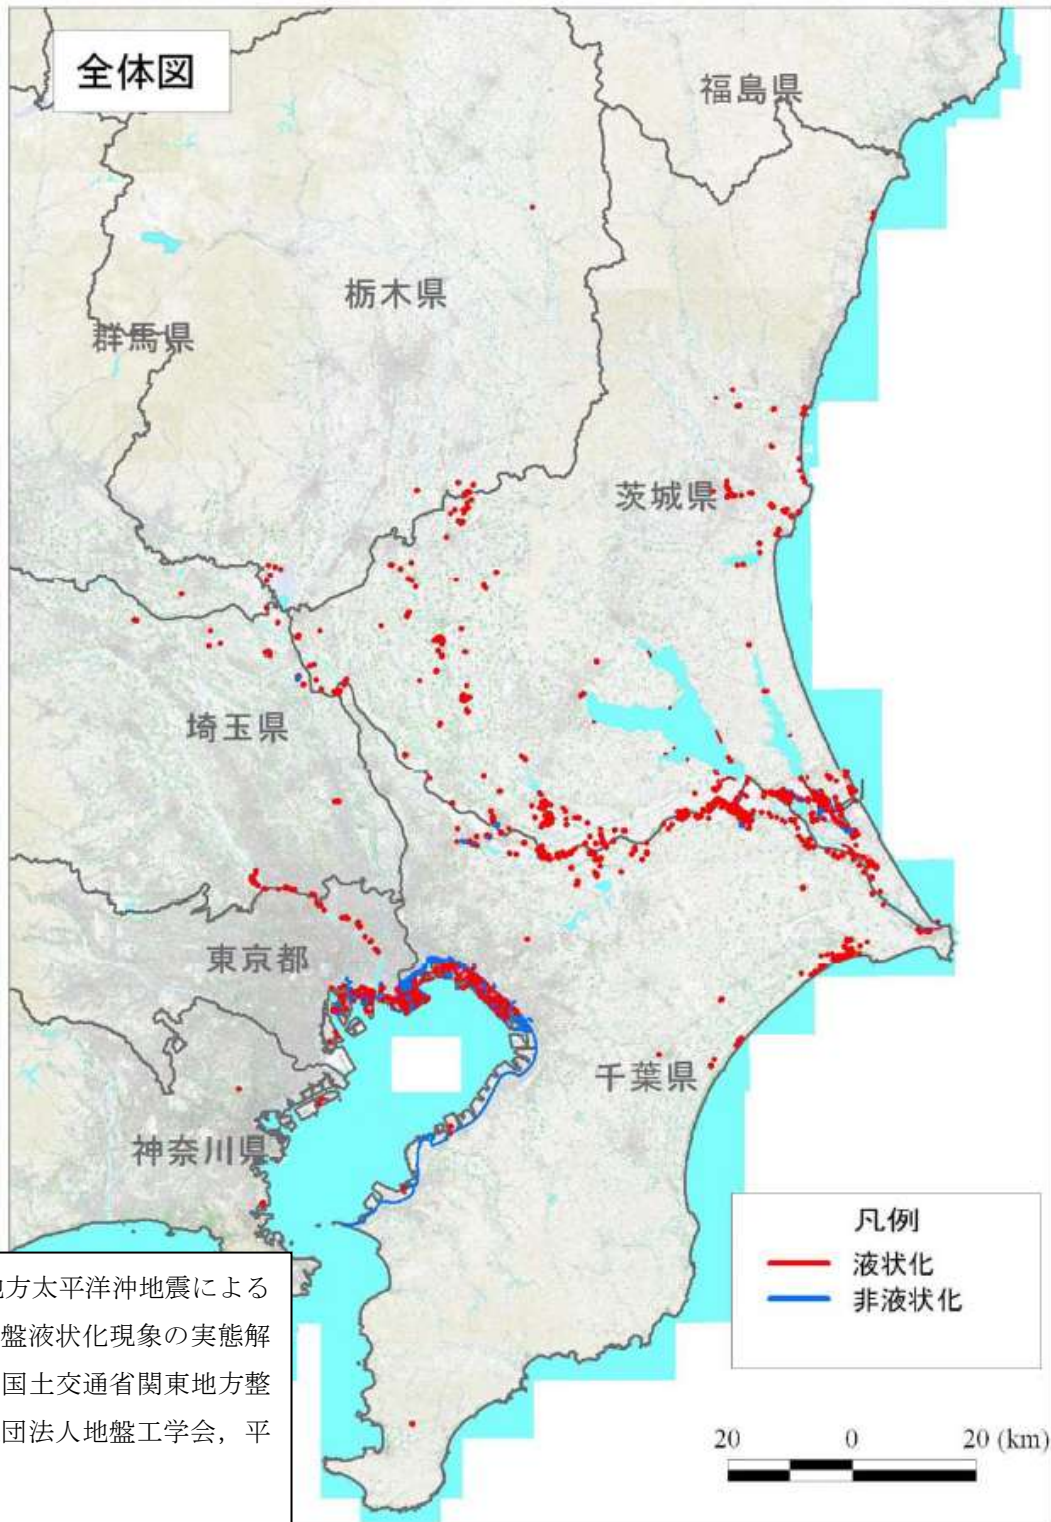 全体図
福島県
栃木県
群馬県
茨城県
埼玉県
東京都
千葉県
神奈川県
凡例
液状化
非液状化
地方太平洋沖地震による
盤液状化現象の実態解
国土交通省関東地方整
団法人地盤工学会，平
20 0 20 (km)